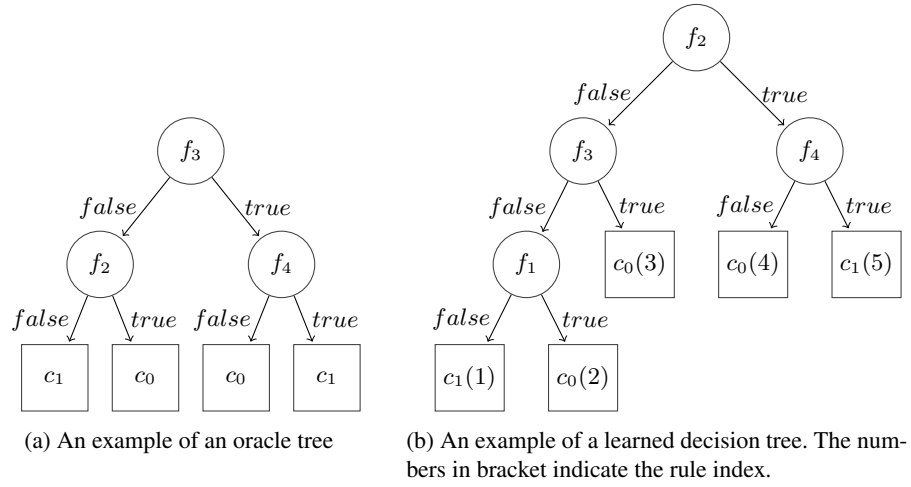 f2
false true
f3 f4
f3
false true false true
false true
f1 c0(3) c0(4) c1(5)
f2 f4
false true false true
false true
c1 c0 c0 c1
c1(1) c0(2)
(a) An example of an oracle tree
(b) An example of a learned decision tree. The num-
bers in bracket indicate the rule index.